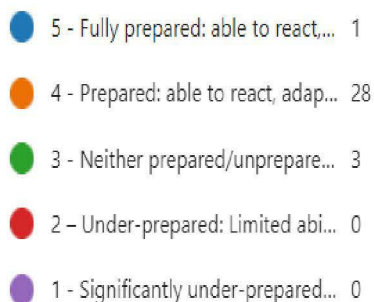 5 - Fully prepared: able to react,... 1
4 - Prepared: able to react, adap... 28
3 - Neither prepared/unprepare... 3
2 – Under-prepared: Limited abi... 0
1 - Significantly under-prepared... 0